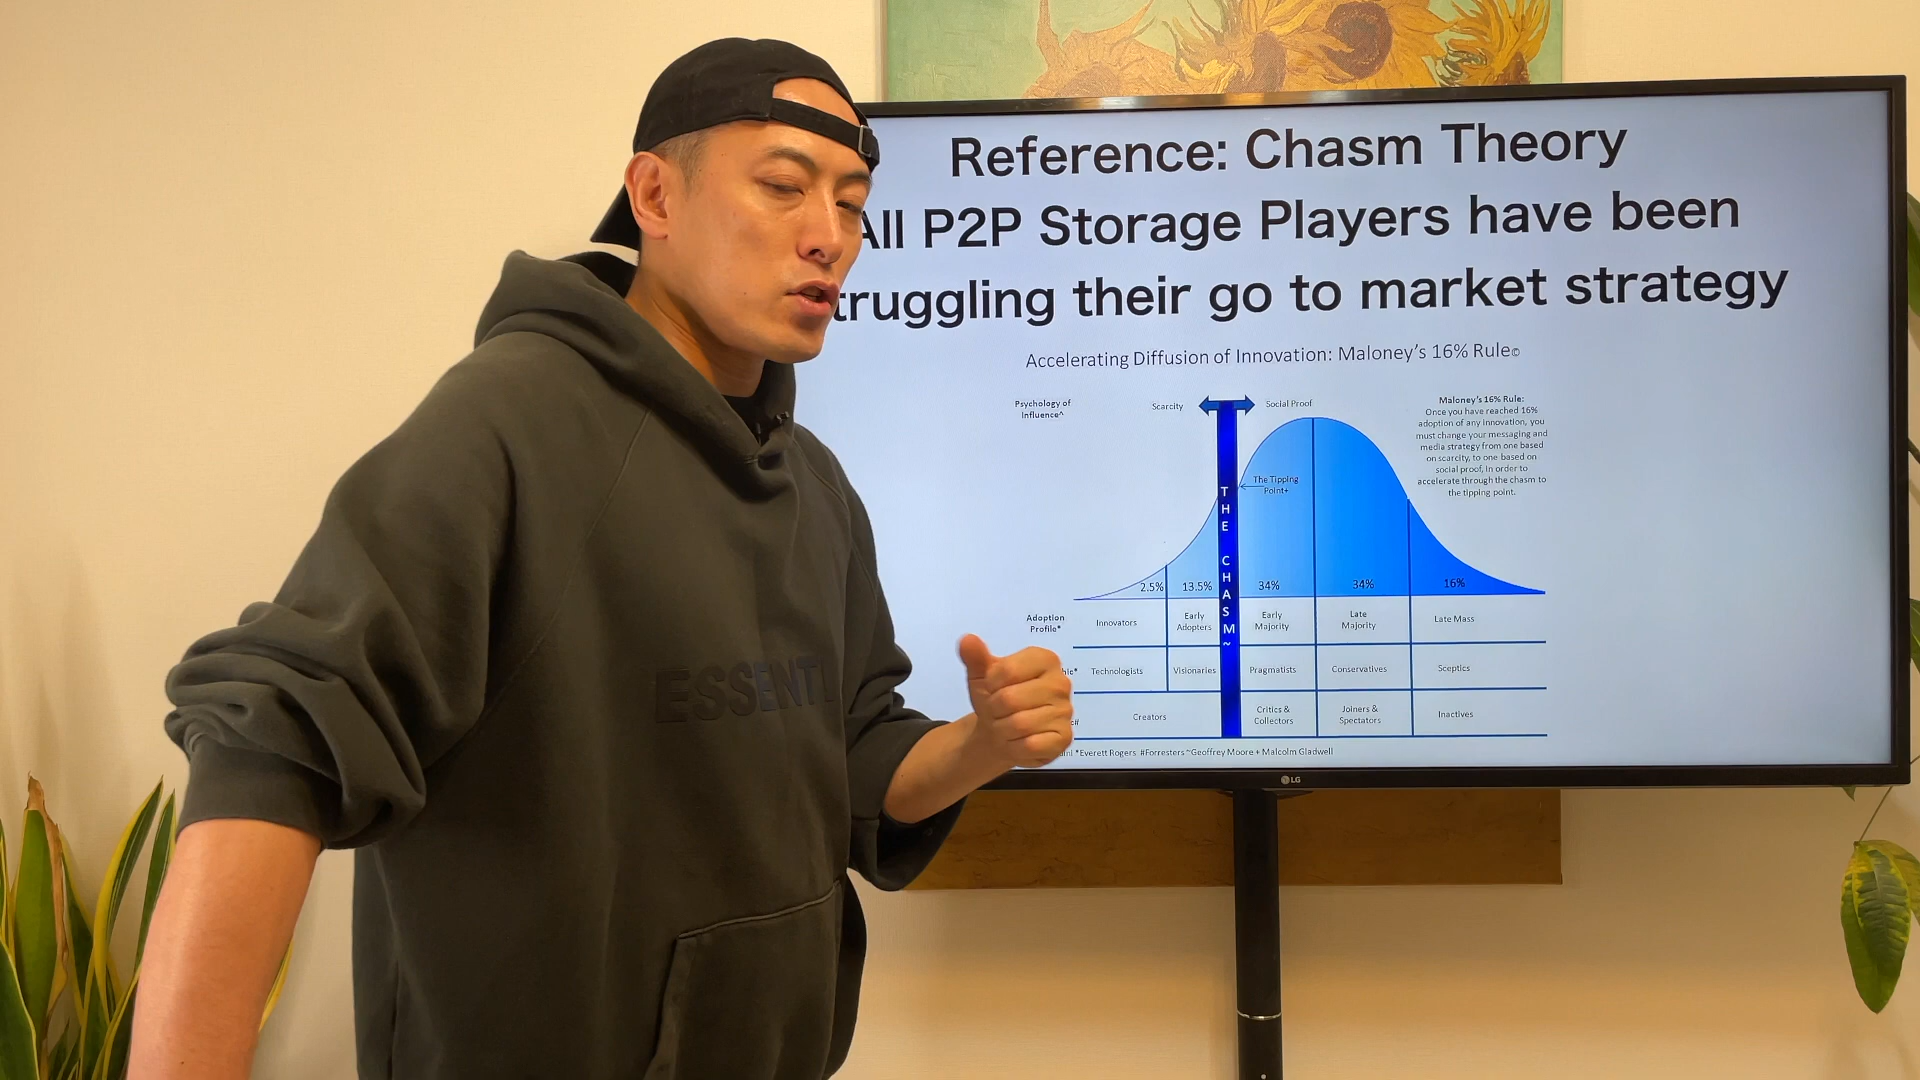 Reference: Chasm Theory
All P2P Storage Players have been
truggling their go to market strategy
Accelerating Diffusion of Innovation: Maloney's 16% Rule©
Psychology of
Influence^
Scarcity
Social Proof
Maloney's 16% Rule:
Once you have reached 16%
adoption of any innovation, you
must change your messaging and
media strategy from one based
on scarcity, to one based on
social proof, in order to
accelerate through the chasm to
the tipping point.
The Tipping
Point+
THE CHASM~
2.5%
13.5%
34%
34%
16%
Adoption
Profile*
Innovators
Early
Adopters
Early
Majority
Late
Majority
Late Mass
hic*
Technologists
Visionaries
Pragmatists
Conservatives
Sceptics
c#
Creators
Critics &
Collectors
Joiners &
Spectators
Inactives
*Everett Rogers #Forresters ~Geoffrey Moore + Malcolm Gladwell
LG
ESSENTI